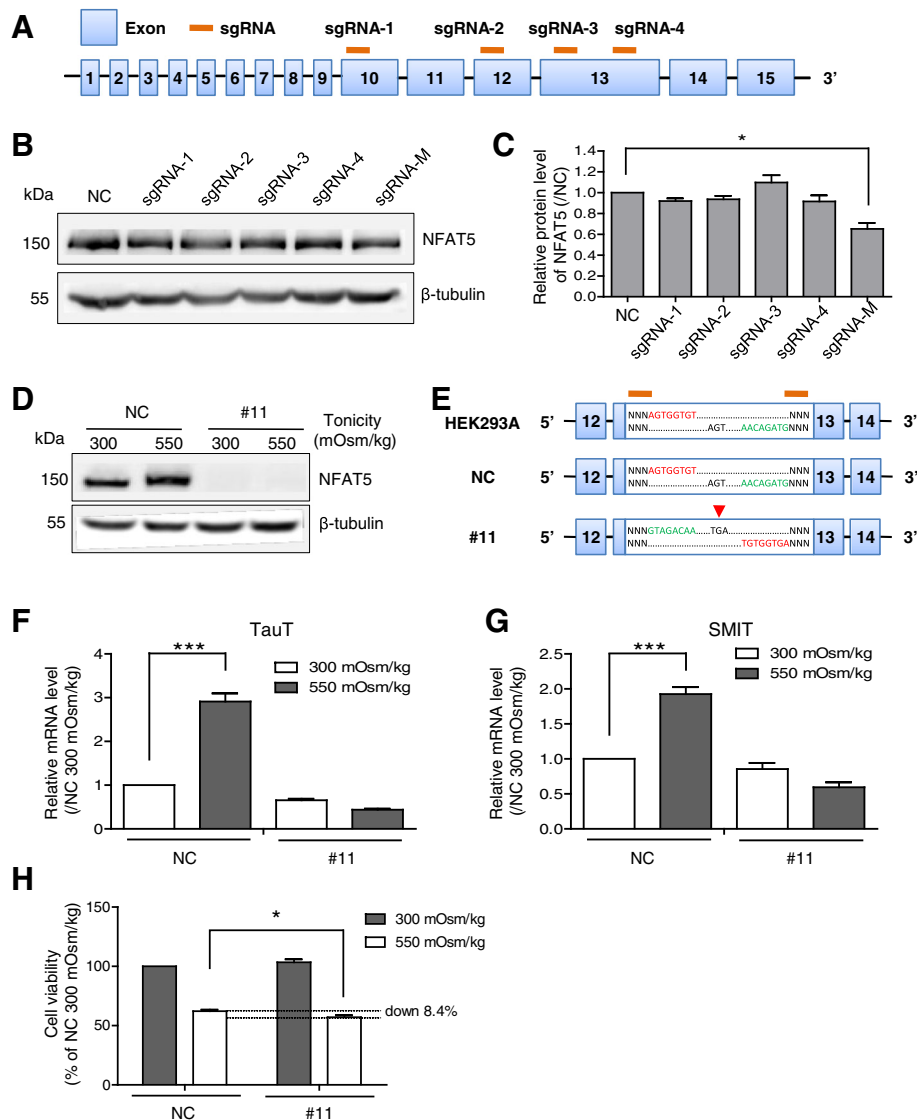 A
Exon
sgRNA
sgRNA-1
sgRNA-2
sgRNA-3
sgRNA-4
1 2 3 4 5 6 7 8 9 10 11 12 13 14 15 3’
B
kDa
NC
sgRNA-1
sgRNA-2
sgRNA-3
sgRNA-4
sgRNA-M
150
NFAT5
55
β-tubulin
C
Relative protein level
of NFAT5 (/NC)
1.4
1.2
1.0
0.8
0.6
0.4
0.2
0.0
*
NC
sgRNA-1
sgRNA-2
sgRNA-3
sgRNA-4
sgRNA-M
D
NC #11 Tonicity
kDa 300 550 300 550 (mOsm/kg)
150 NFAT5
55 β-tubulin
E
HEK293A 5’ 12 13 14 3’
NNNAGTGGTGT........................NNN
NNN....................AGT....AACAGATGNNN
NC 5’ 12 13 14 3’
NNNAGTGGTGT........................NNN
NNN....................AGT....AACAGATGNNN
#11 5’ 12 13 14 3’
NNNGTAGACAA......TGA....................NNN
NNN..............................TGTGGTGANNN
F
TauT
Relative mRNA level
(/NC 300 mOsm/kg)
4
3
2
1
0
***
300 mOsm/kg
550 mOsm/kg
NC
#11
G
SMIT
Relative mRNA level
(/NC 300 mOsm/kg)
2.5
2.0
1.5
1.0
0.5
0.0
***
300 mOsm/kg
550 mOsm/kg
NC
#11
H
Cell viability
(% of NC 300 mOsm/kg)
150
100
50
0
*
300 mOsm/kg
550 mOsm/kg
down 8.4%
NC
#11